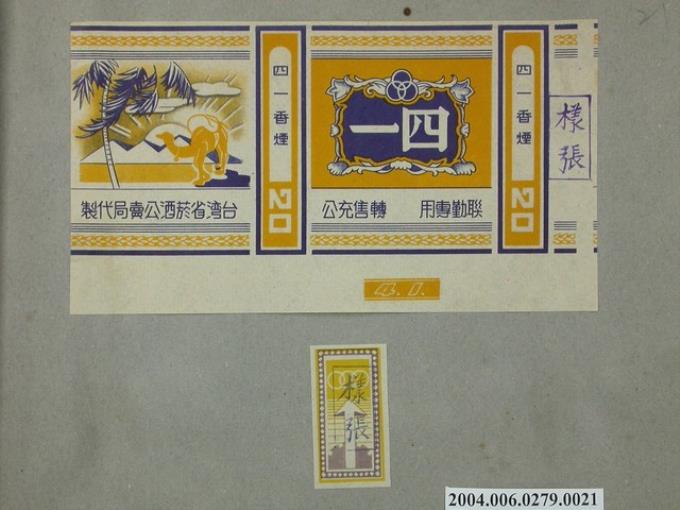 台湾省菸酒公賣局代製
四一香煙
20
四一
聯勤專用 轉售充公
四一香煙
20
樣張
4.1.
樣張
2004.006.0279.0021